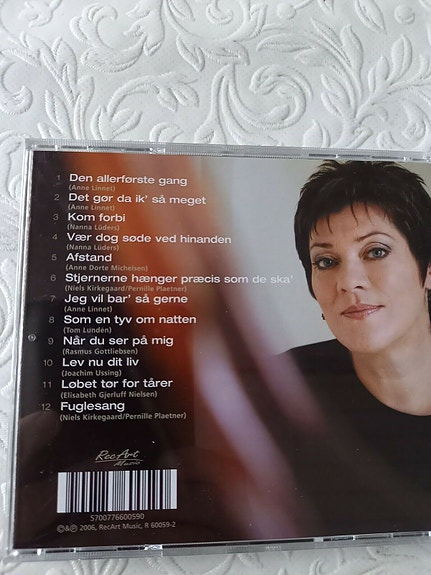 1 Den allerførste gang
(Anne Linnet)
2 Det gør da ik' så meget
(Anne Linnet)
3 Kom forbi
(Nanna Lüders)
4 Vær dog søde ved hinanden
(Nanna Lüders)
5 Afstand
(Anne Dorte Michelsen)
6 Stjernerne hænger præcis som de ska'
(Niels Kirkegaard/Pernille Plaetner)
7 Jeg vil bar' så gerne
(Anne Linnet)
8 Som en tyv om natten
(Tom Lundén)
9 Når du ser på mig
(Rasmus Gottliebsen)
10 Lev nu dit liv
(Joachim Ussing)
11 Løbet tør for tårer
(Elisabeth Gjerluff Nielsen)
12 Fuglesang
(Niels Kirkegaard/Pernille Plaetner)
RecArt
Music
5700776600590
©&℗ 2006, RecArt Music, R 60059-2